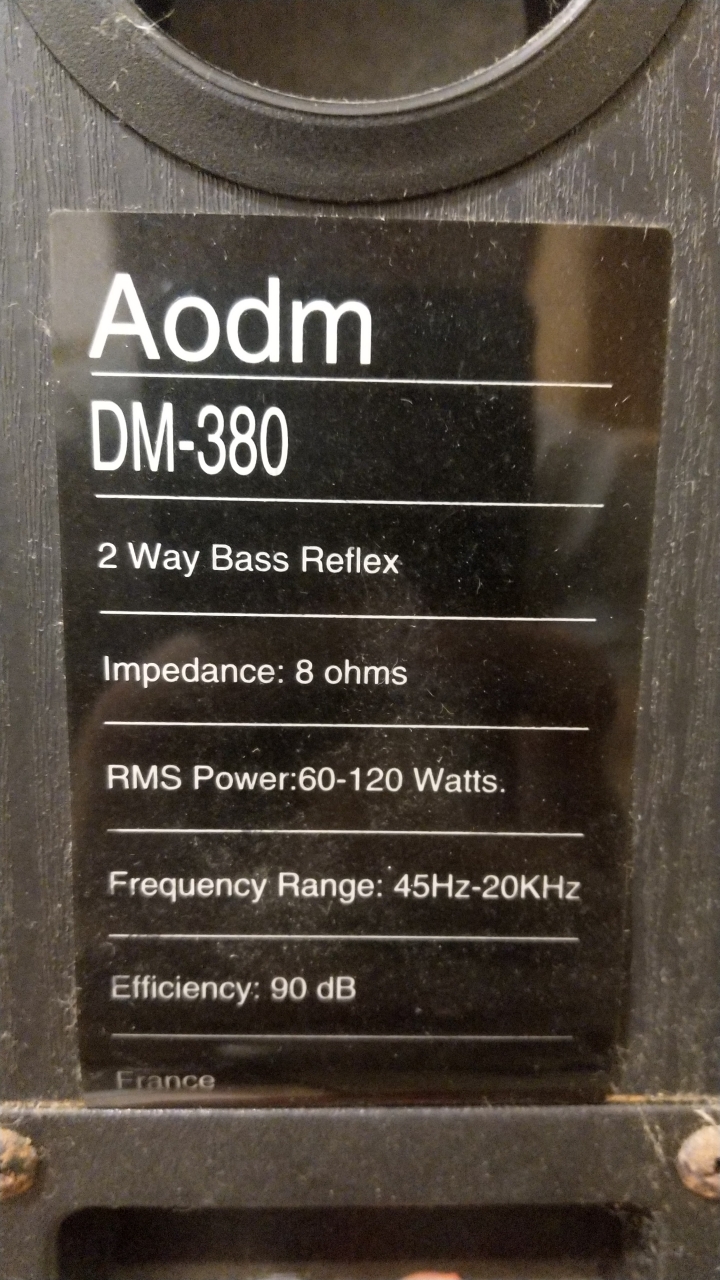 Aodm
DM-380
2 Way Bass Reflex
Impedance: 8 ohms
RMS Power:60-120 Watts.
Frequency Range: 45Hz-20KHz
Efficiency: 90 dB
France